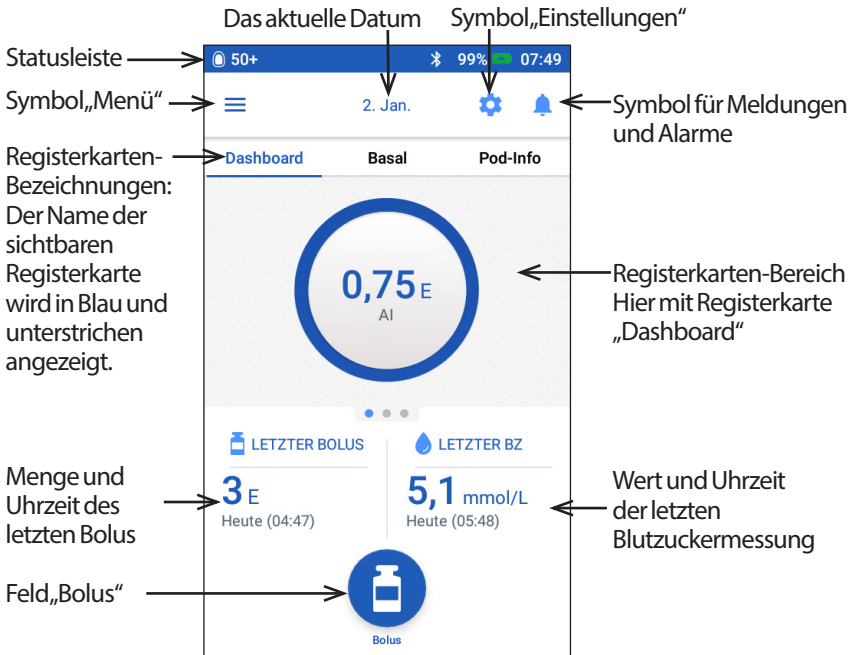 Das aktuelle Datum
Symbol„Einstellungen“
Statusleiste
50+
99%
07:49
Symbol„Menü“
2. Jan.
Symbol für Meldungen
und Alarme
Registerkarten-
Bezeichnungen:
Der Name der
sichtbaren
Registerkarte
wird in Blau und
unterstrichen
angezeigt.
Dashboard
Basal
Pod-Info
0,75 E
AI
Registerkarten-Bereich
Hier mit Registerkarte
„Dashboard“
LETZTER BOLUS
LETZTER BZ
Menge und
Uhrzeit des
letzten Bolus
3 E
Heute (04:47)
5,1 mmol/L
Heute (05:48)
Wert und Uhrzeit
der letzten
Blutzuckermessung
Feld„Bolus“
Bolus